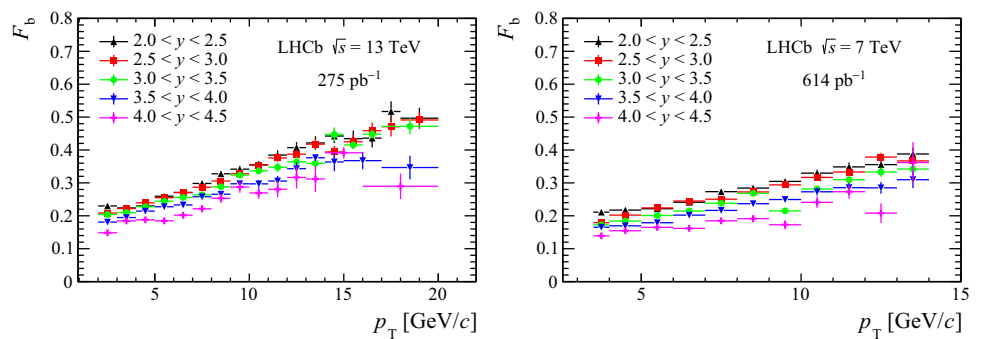 F_b
0.8
0.6
0.4
0.2
0
0.7
0.5
0.3
0.1
2.0 < y < 2.5
2.5 < y < 3.0
3.0 < y < 3.5
3.5 < y < 4.0
4.0 < y < 4.5
LHCb √s = 13 TeV
275 pb⁻¹
5 10 15 20
p_T [GeV/c]
F_b
0.8
0.7
0.6
0.5
0.4
0.3
0.2
0.1
0
2.0 < y < 2.5
2.5 < y < 3.0
3.0 < y < 3.5
3.5 < y < 4.0
4.0 < y < 4.5
LHCb √s = 7 TeV
614 pb⁻¹
5 10 15
p_T [GeV/c]